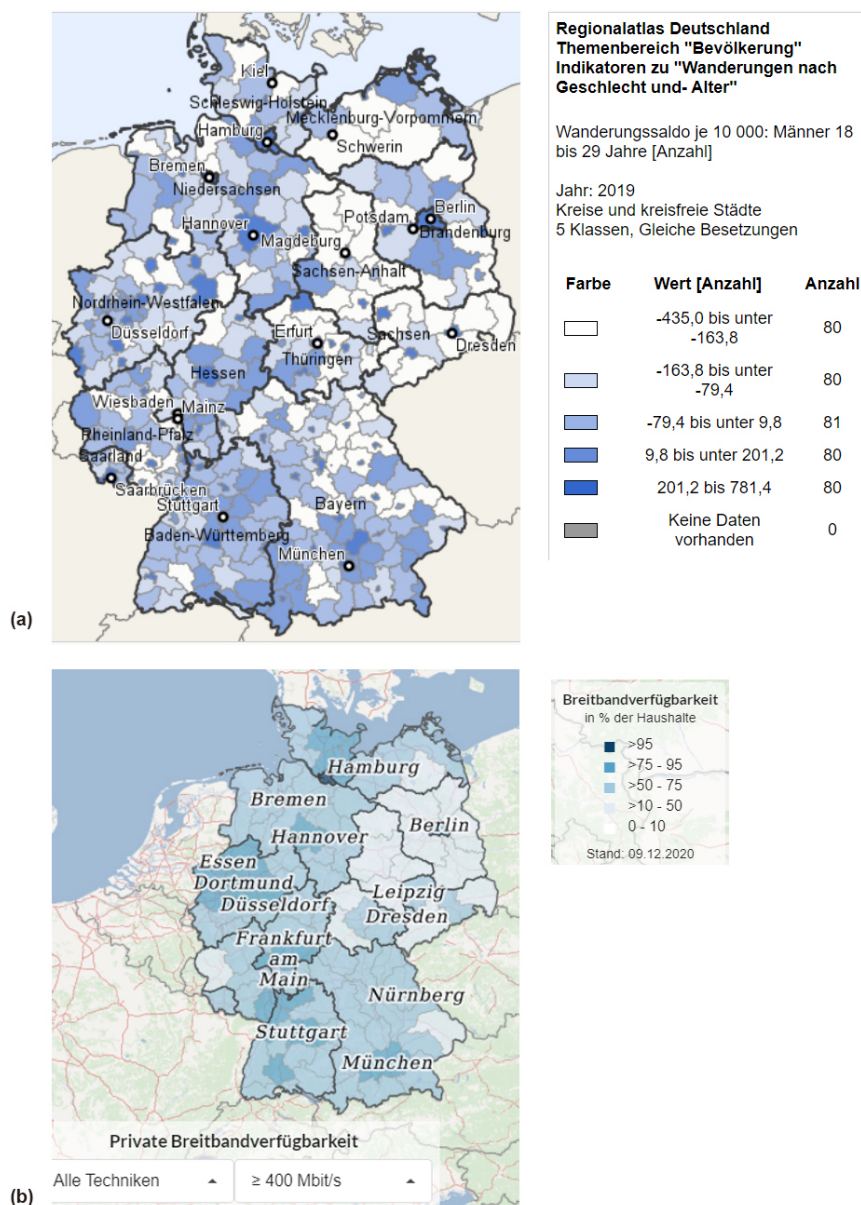 Regionalatlas Deutschland
Themenbereich "Bevölkerung"
Indikatoren zu "Wanderungen nach
Geschlecht und- Alter"
Wanderungssaldo je 10 000: Männer 18
bis 29 Jahre [Anzahl]
Jahr: 2019
Kreise und kreisfreie Städte
5 Klassen, Gleiche Besetzungen
Farbe Wert [Anzahl] Anzahl
-435,0 bis unter
-163,8
80
-163,8 bis unter
-79,4
80
-79,4 bis unter 9,8 81
9,8 bis unter 201,2 80
201,2 bis 781,4 80
Keine Daten
vorhanden
0
Kiel
Schleswig-Holstein
Mecklenburg-Vorpommern
Hamburg
Schwerin
Bremen
Niedersachsen
Hannover
Magdeburg
Potsdam
Berlin
Brandenburg
Sachsen-Anhalt
Nordrhein-Westfalen
Düsseldorf
Erfurt
Thüringen
Sachsen
Dresden
Hessen
Wiesbaden
Mainz
Rheinland-Pfalz
Saarland
Saarbrücken
Stuttgart
Baden-Württemberg
Bayern
München
(a)
Breitbandverfügbarkeit
in % der Haushalte
>95
>75 - 95
>50 - 75
>10 - 50
0 - 10
Stand: 09.12.2020
Hamburg
Bremen
Hannover
Berlin
Essen
Dortmund
Düsseldorf
Leipzig
Dresden
Frankfurt
am
Main
Nürnberg
Stuttgart
München
Private Breitbandverfügbarkeit
Alle Techniken
≥ 400 Mbit/s
(b)